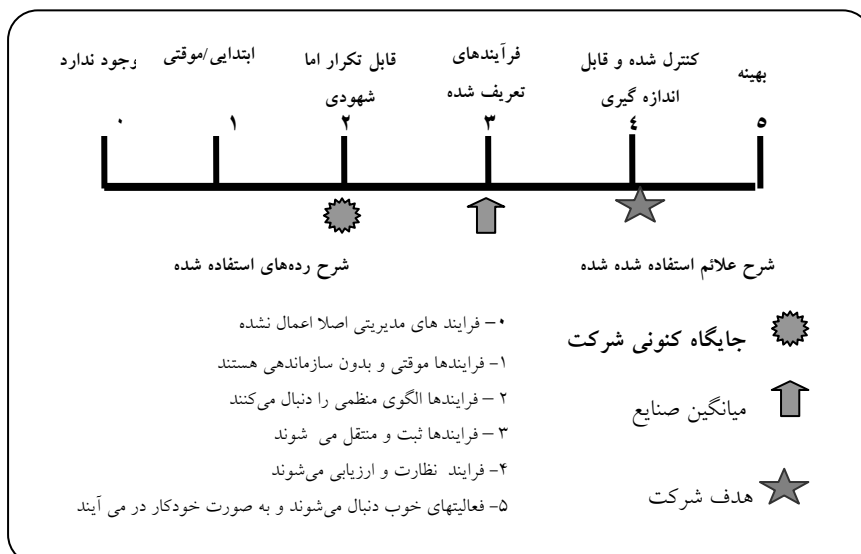 وجود ندارد
ابتدایی/موقتی
قابل تکرار اما
شهودی
فرآیندهای
تعریف شده
کنترل شده و قابل
اندازه گیری
بهینه
۰
۱
۲
۳
٤
۵
شرح علائم استفاده شده شده
جایگاه کنونی شرکت
میانگین صنایع
هدف شرکت
شرح رده‌های استفاده شده
۰– فرایند های مدیریتی اصلا اعمال نشده
۱- فرایندها موقتی و بدون سازماندهی هستند
۲ – فرایندها الگوی منظمی را دنبال می‌کنند
۳ – فرایندها ثبت و منتقل می شوند
۴- فرایند نظارت و ارزیابی می‌شوند
۵- فعالیتهای خوب دنبال می‌شوند و به صورت خودکار در می آیند